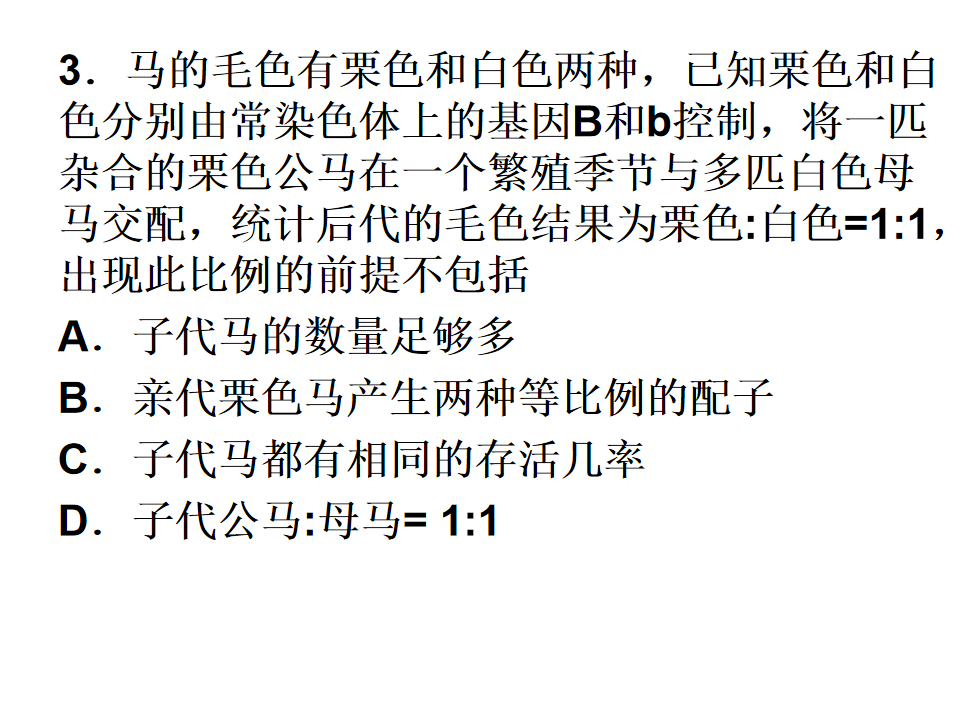 3．马的毛色有栗色和白色两种，已知栗色和白
色分别由常染色体上的基因B和b控制，将一匹
杂合的栗色公马在一个繁殖季节与多匹白色母
马交配，统计后代的毛色结果为栗色:白色=1:1，
出现此比例的前提不包括
A．子代马的数量足够多
B．亲代栗色马产生两种等比例的配子
C．子代马都有相同的存活几率
D．子代公马:母马= 1:1